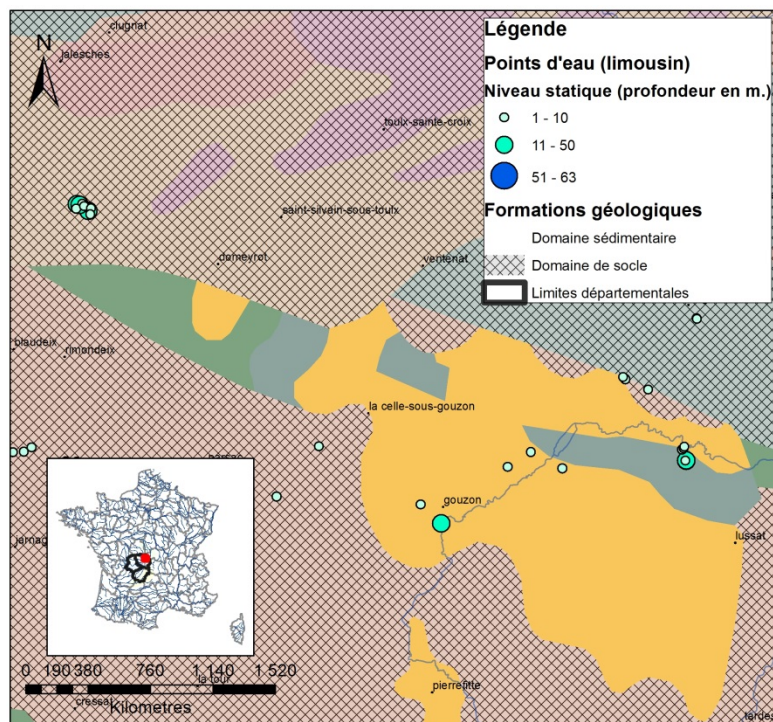 clugnat
N
jalesches
toulx-sainte-croix
saint-silvain-sous-toulx
domeyrot
ventenat
blaudeix
rimondeix
la celle-sous-gouzon
gouzon
jarnag
lussat
pierrefitte
la tour
cressat
tarde
Légende
Points d'eau (limousin)
Niveau statique (profondeur en m.)
1 - 10
11 - 50
51 - 63
Formations géologiques
Domaine sédimentaire
Domaine de socle
Limites départementales
0 190 380 760 1 140 1 520
Kilometres